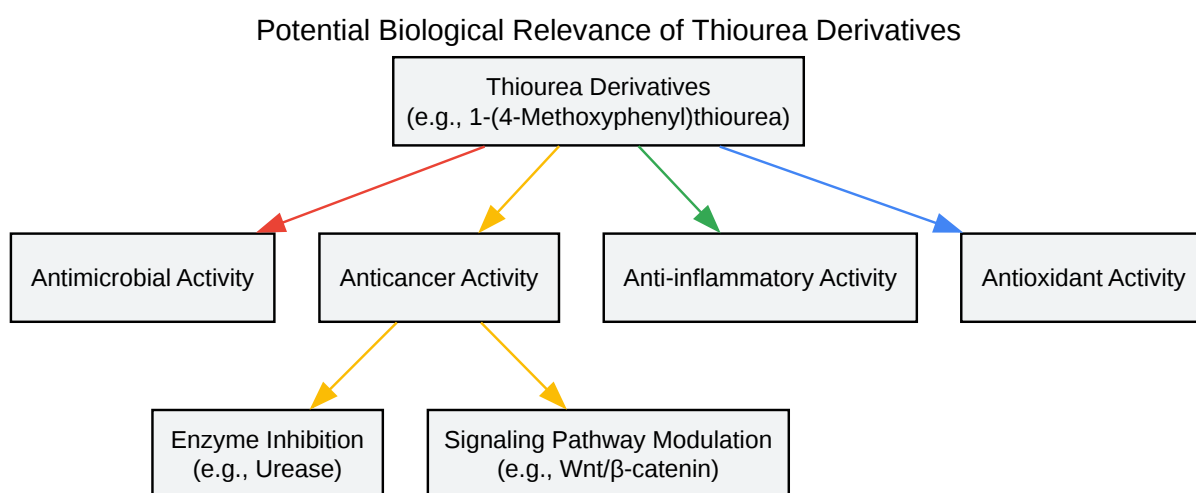 Potential Biological Relevance of Thiourea Derivatives
Thiourea Derivatives
(e.g., 1-(4-Methoxyphenyl)thiourea)
Antimicrobial Activity
Anticancer Activity
Anti-inflammatory Activity
Antioxidant Activity
Enzyme Inhibition
(e.g., Urease)
Signaling Pathway Modulation
(e.g., Wnt/β-catenin)